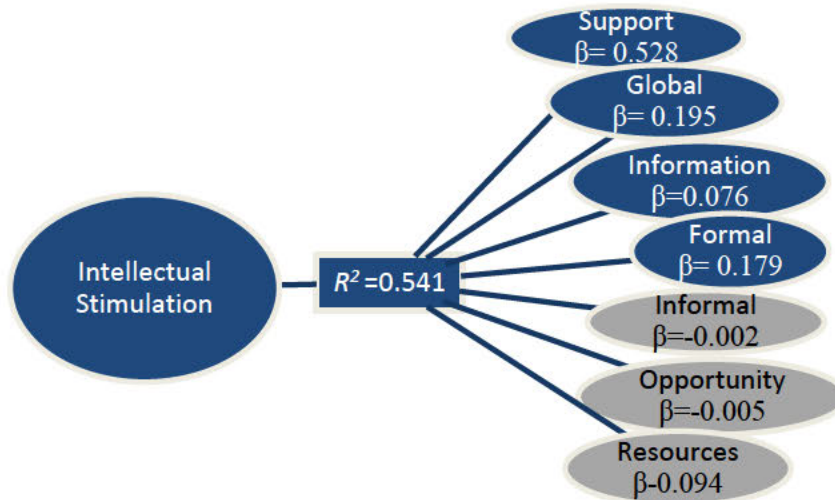 Support
β= 0.528
Global
β= 0.195
Information
β=0.076
Formal
β= 0.179
Intellectual
Stimulation
R²=0.541
Informal
β=-0.002
Opportunity
β=-0.005
Resources
β-0.094